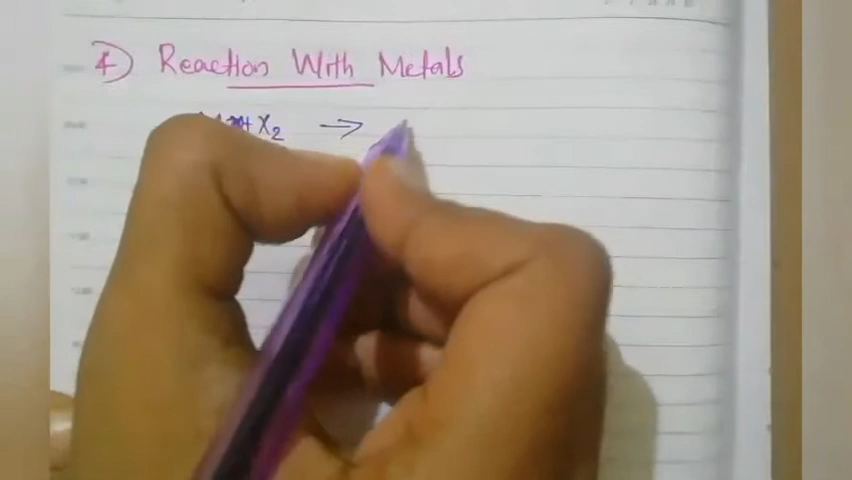 4) Reaction With Metals
+ X₂ →